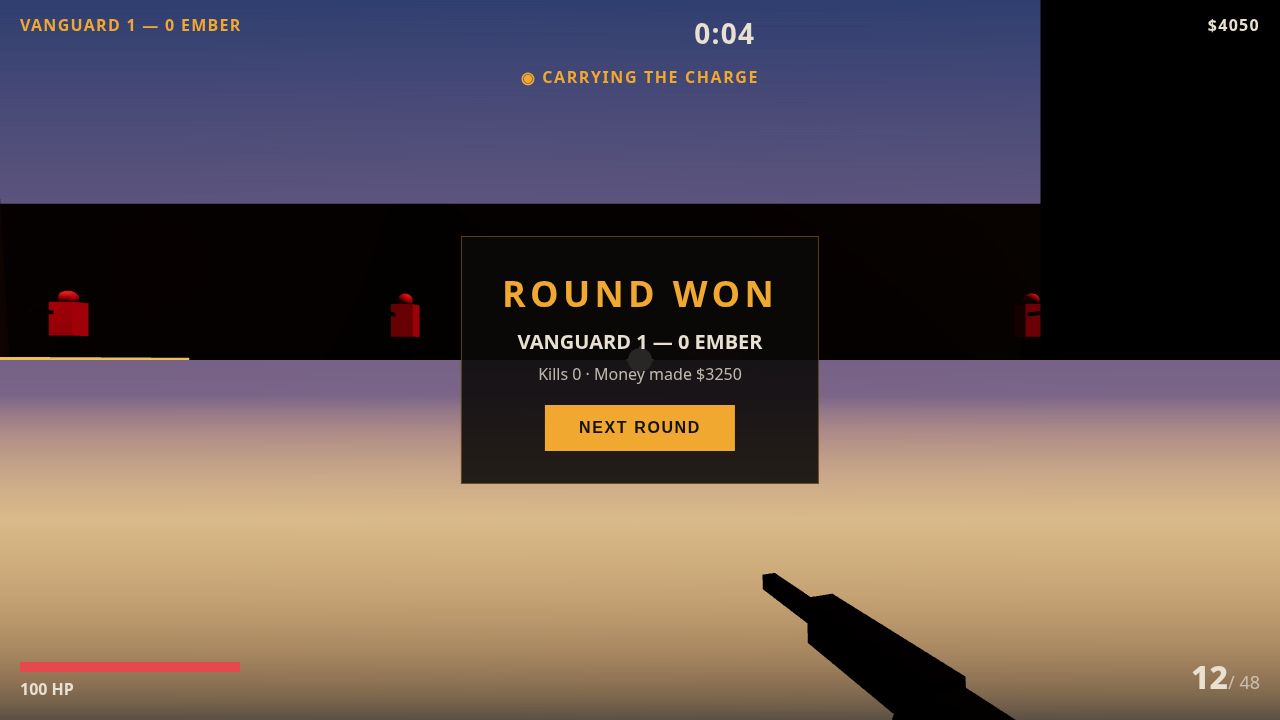 VANGUARD 1 — 0 EMBER
0:04
$4050
◉ CARRYING THE CHARGE
ROUND WON
VANGUARD 1 — 0 EMBER
Kills 0 · Money made $3250
NEXT ROUND
100 HP
12 / 48